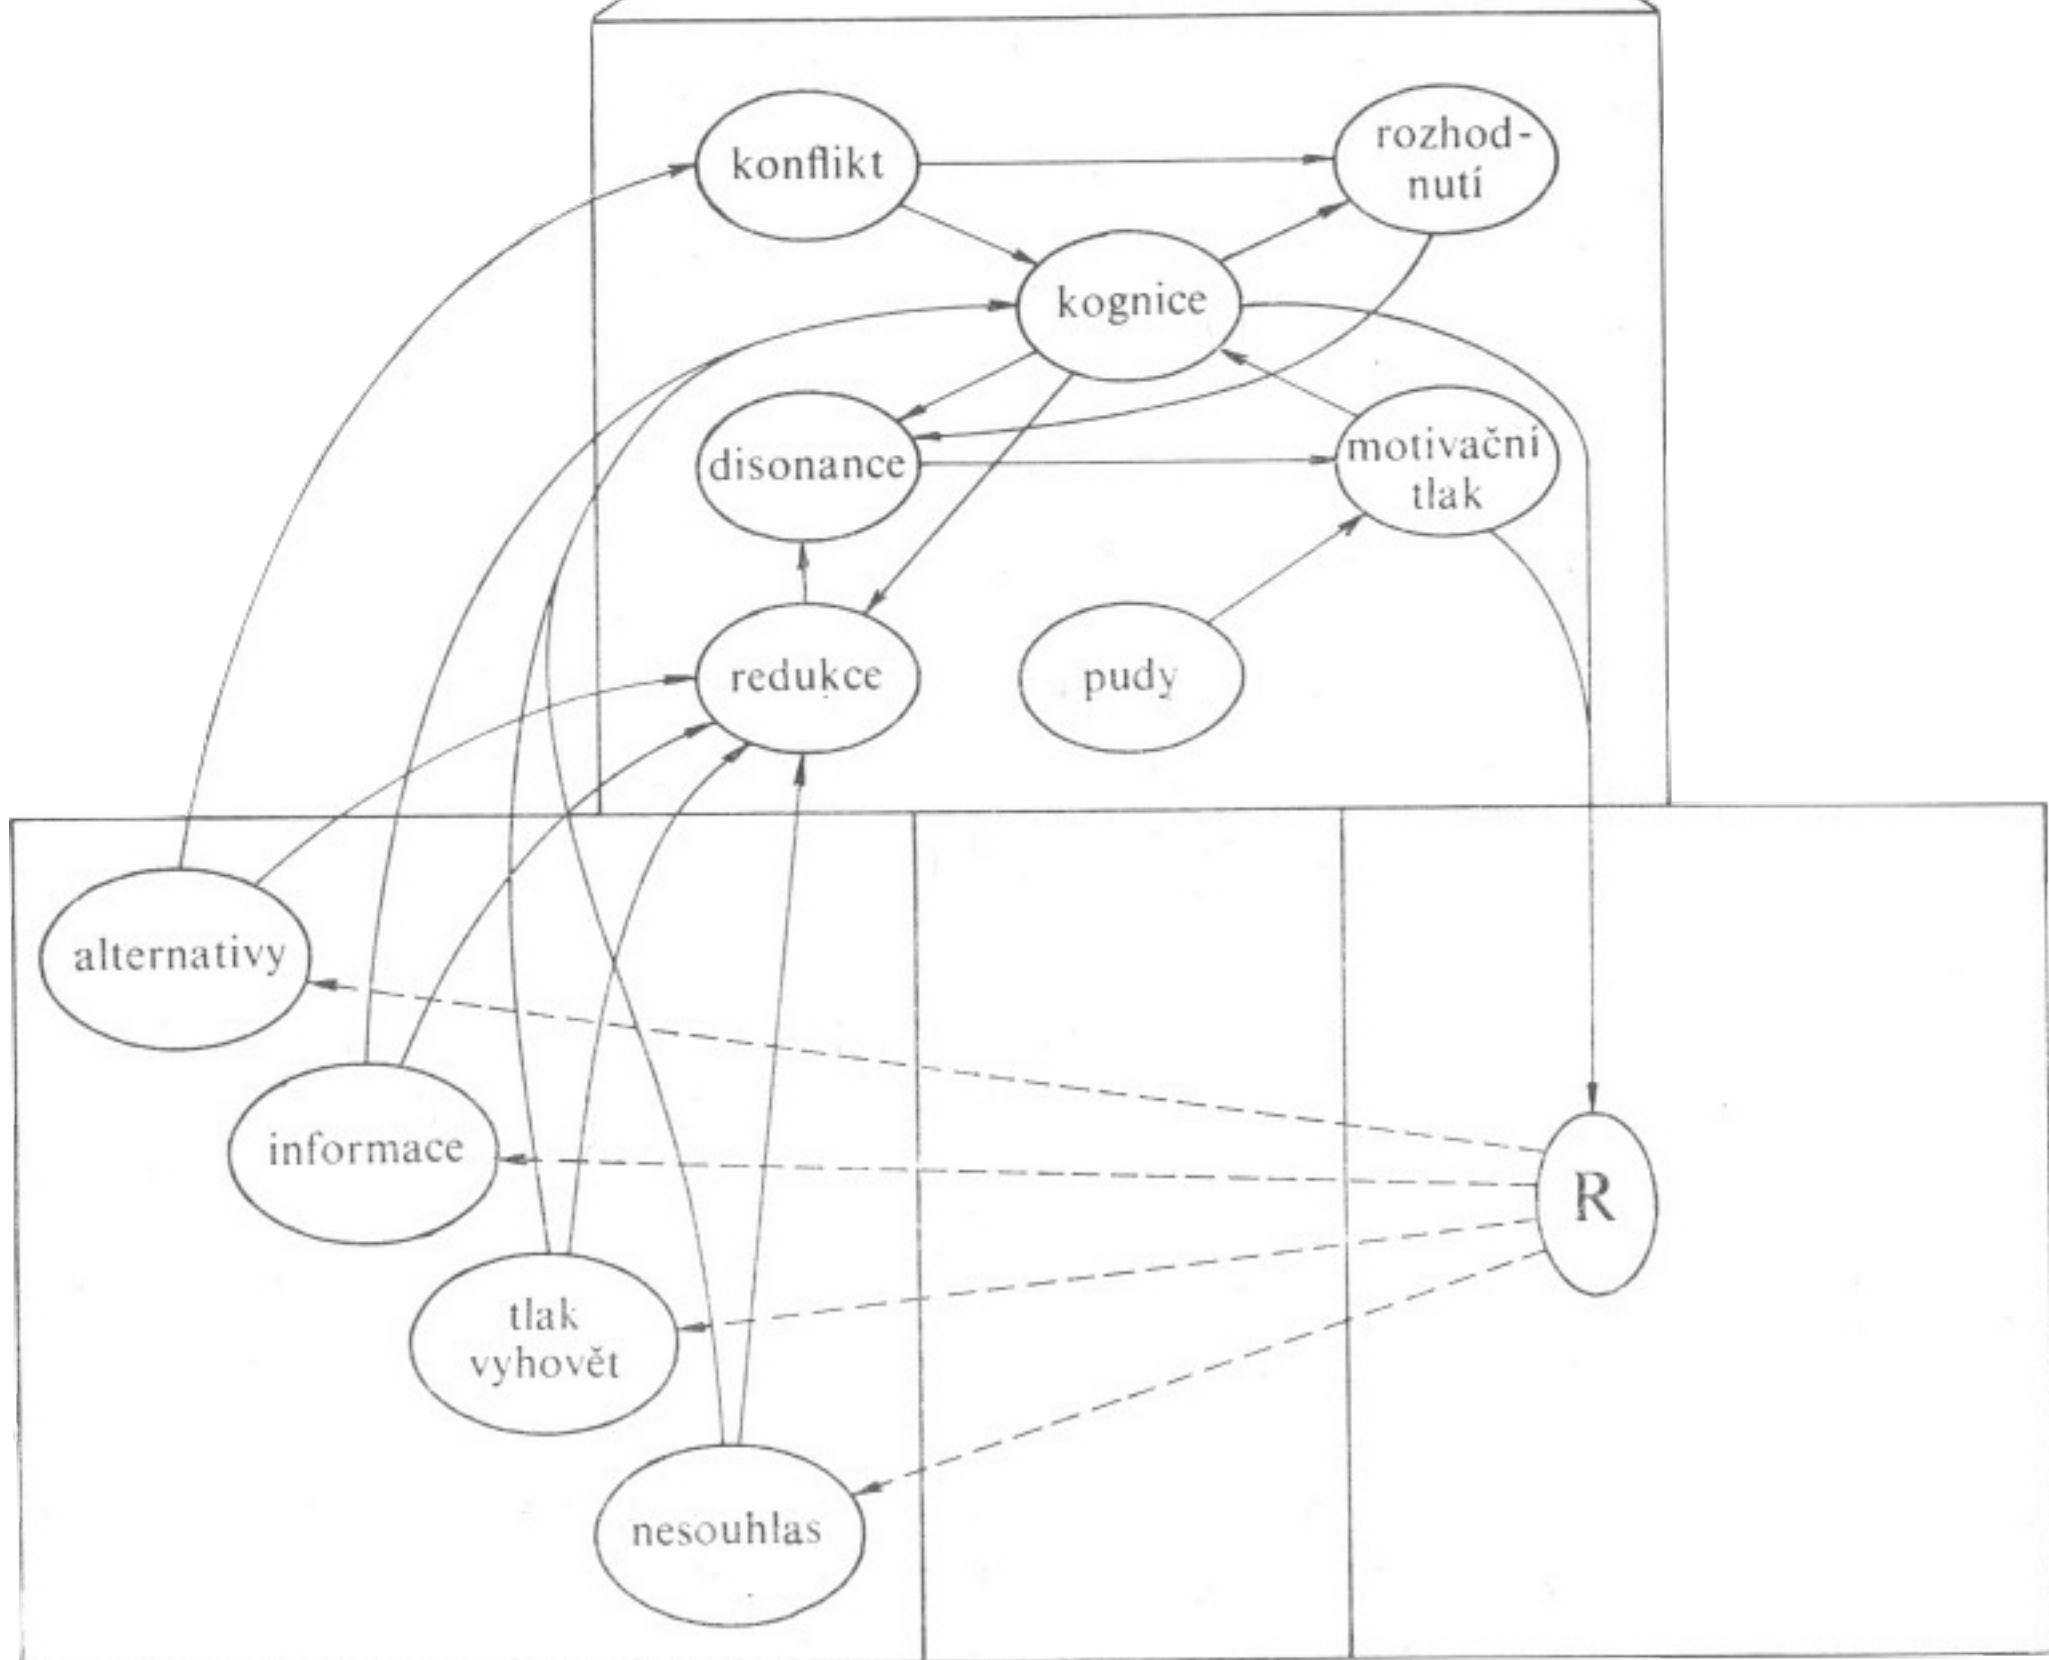 konflikt
rozhod-
nutí
kognice
disonance
motivační
tlak
redukce
pudy
alternativy
informace
R
tlak
vyhovět
nesouhlas